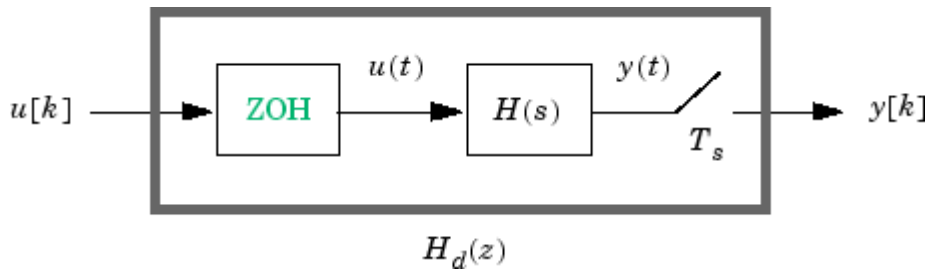 u[k]
ZOH
u(t)
H(s)
y(t)
T_s
y[k]
H_d(z)